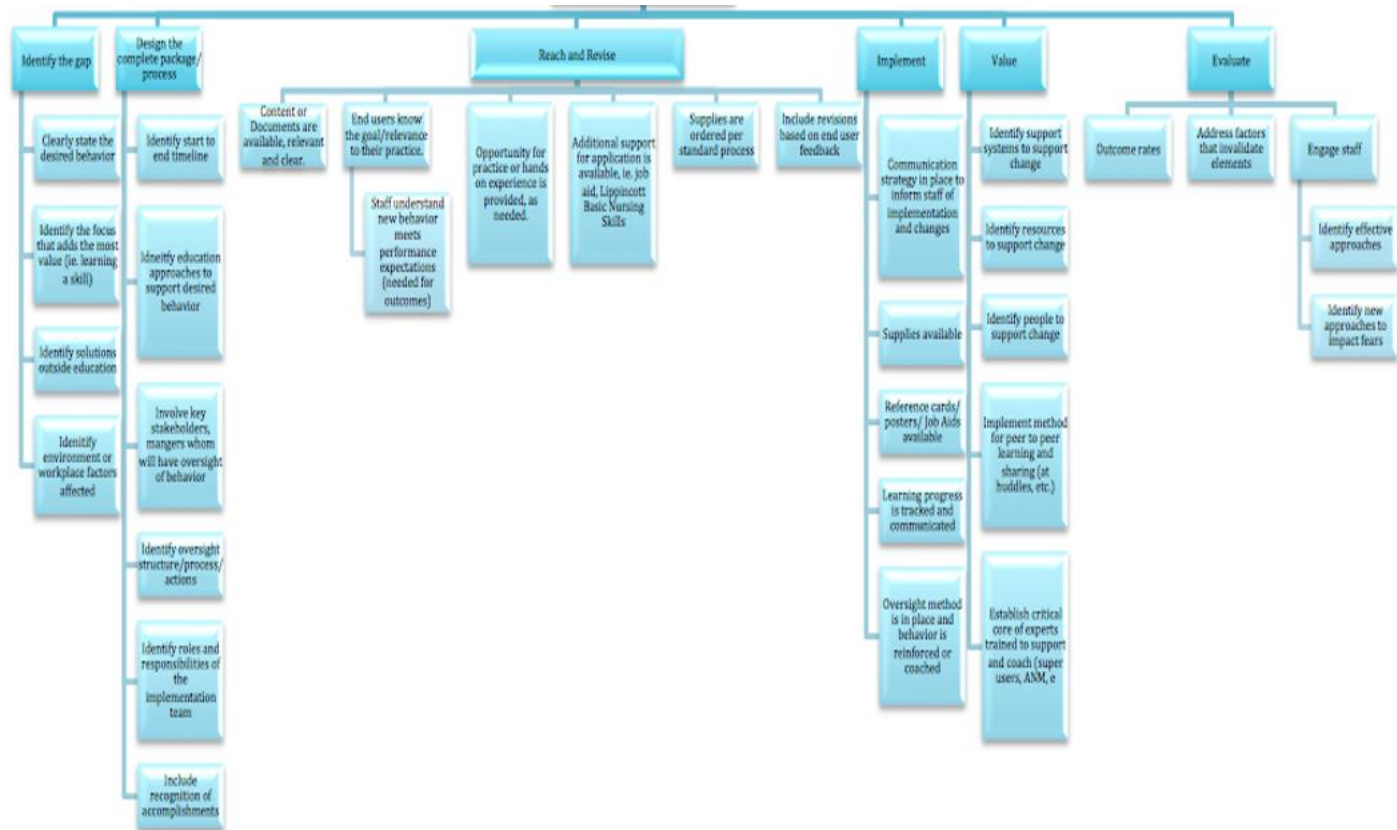 Identify the gap
Clearly state the
desired behavior
Identify the focus
that adds the most
value (ie. learning
a skill)
Identify solutions
outside education
Idenitify
environment or
workplace factors
affected
Design the
complete package/
process
Identify start to
end timeline
Idneitfy education
approaches to
support desired
behavior
Involve key
stakeholders,
mangers whom
will have oversight
of behavior
Identify oversight
structure/process/
actions
Identify roles and
responsibilities of
the
implementation
team
Include
recognition of
accomplishments
Reach and Revise
Content or
Documents are
available, relevant
and clear.
End users know
the goal/relevance
to their practice.
Staff understand
new behavior
meets
performance
expectations
(needed for
outcomes)
Opportunity for
practice or hands
on experience is
provided, as
needed.
Additional support
for application is
available, ie. job
aid, Lippincott
Basic Nursing
Skills
Supplies are
ordered per
standard process
Include revisions
based on end user
feedback
Implement
Communication
strategy in place to
inform staff of
implementation
and changes
Supplies available
Reference cards/
posters/ Job Aids
available
Learning progress
is tracked and
communicated
Oversight method
is in place and
behavior is
reinforced or
coached
Value
Identify support
systems to support
change
Identify resources
to support change
Identify people to
support change
Implement method
for peer to peer
learning and
sharing (at
huddles, etc.)
Establish critical
core of experts
trained to support
and coach (super
users, ANM, e
Evaluate
Outcome rates
Address factors
that invalidate
elements
Engage staff
Identify effective
approaches
Identify new
approaches to
impact fears